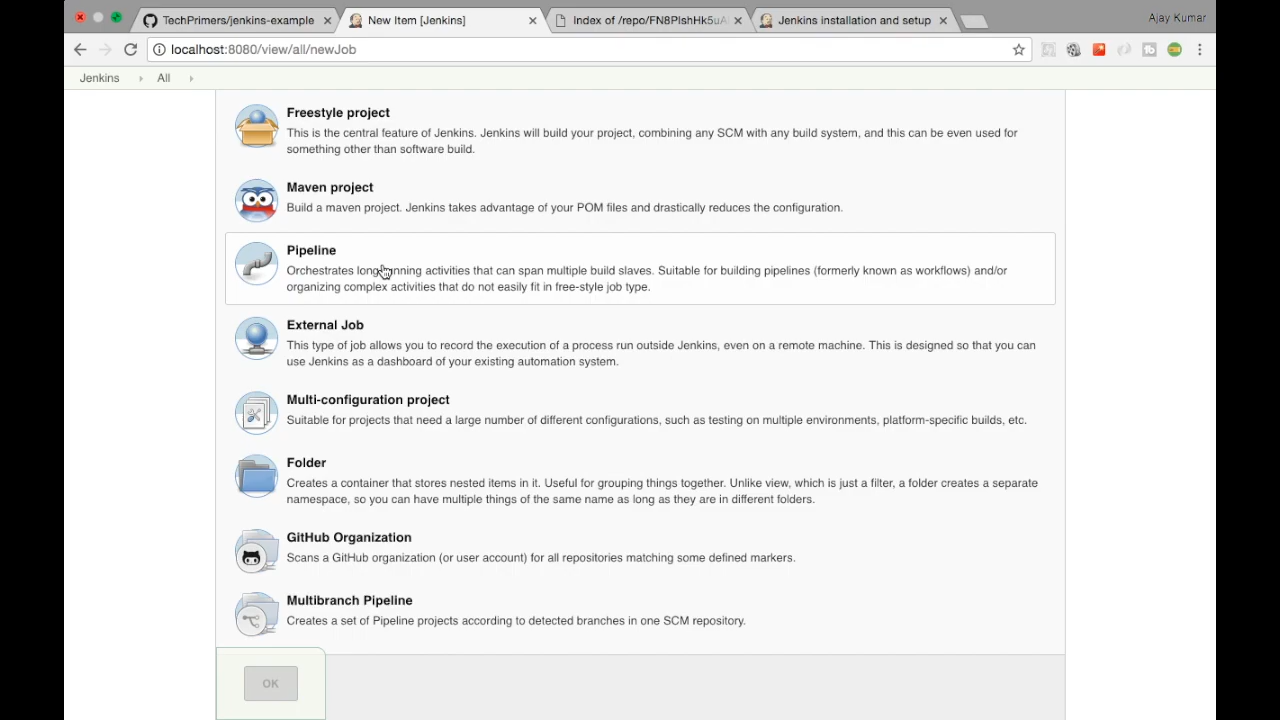 TechPrimers/jenkins-example
New Item [Jenkins]
Index of /repo/FN8PIshHk5uA
Jenkins installation and setup
Ajay Kumar
localhost:8080/view/all/newJob
Jenkins
All
Freestyle project
This is the central feature of Jenkins. Jenkins will build your project, combining any SCM with any build system, and this can be even used for
something other than software build.
Maven project
Build a maven project. Jenkins takes advantage of your POM files and drastically reduces the configuration.
Pipeline
Orchestrates long-running activities that can span multiple build slaves. Suitable for building pipelines (formerly known as workflows) and/or
organizing complex activities that do not easily fit in free-style job type.
External Job
This type of job allows you to record the execution of a process run outside Jenkins, even on a remote machine. This is designed so that you can
use Jenkins as a dashboard of your existing automation system.
Multi-configuration project
Suitable for projects that need a large number of different configurations, such as testing on multiple environments, platform-specific builds, etc.
Folder
Creates a container that stores nested items in it. Useful for grouping things together. Unlike view, which is just a filter, a folder creates a separate
namespace, so you can have multiple things of the same name as long as they are in different folders.
GitHub Organization
Scans a GitHub organization (or user account) for all repositories matching some defined markers.
Multibranch Pipeline
Creates a set of Pipeline projects according to detected branches in one SCM repository.
OK